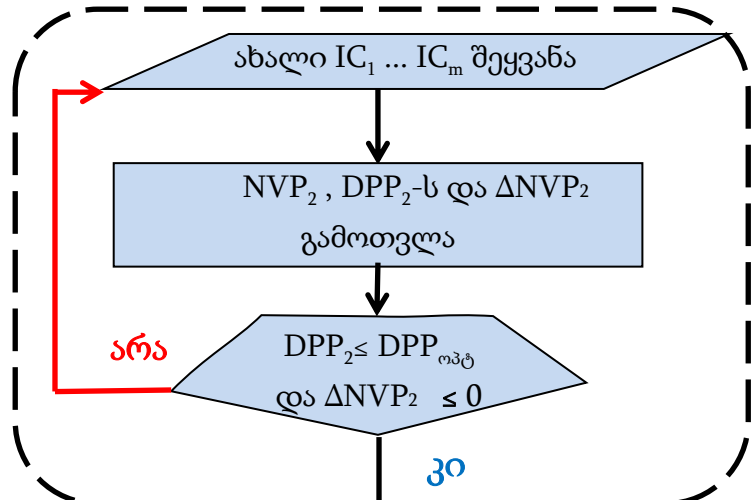 ახალი IC₁ ... ICₘ შეყვანა
NVP₂ , DPP₂-ს და ΔNVP₂
გამოთვლა
არა
DPP₂≤ DPPოპტ
და ΔNVP₂ ≤ 0
კი